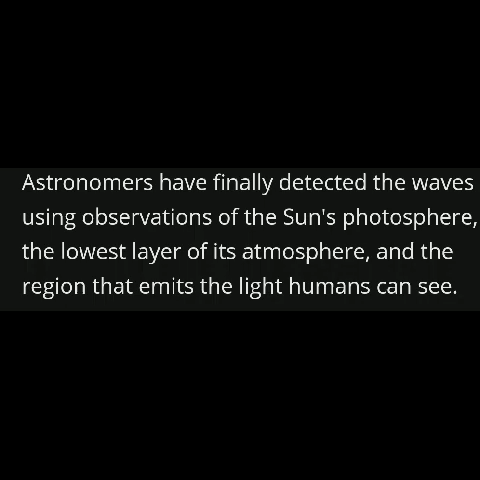 Astronomers have finally detected the waves
using observations of the Sun's photosphere,
the lowest layer of its atmosphere, and the
region that emits the light humans can see.